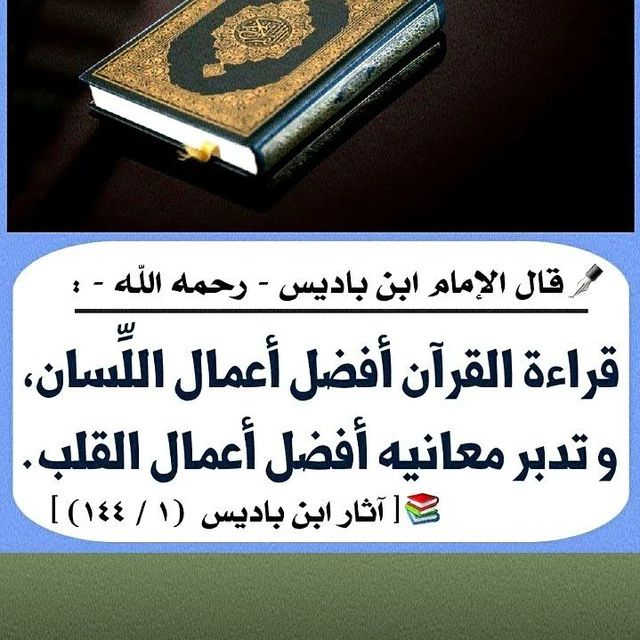 قال الإمام ابن باديس - رحمه الله - :
قراءة القرآن أفضل أعمال اللِّسان،
و تدبر معانيه أفضل أعمال القلب.
[ آثار ابن باديس (١ / ١٤٤) ]